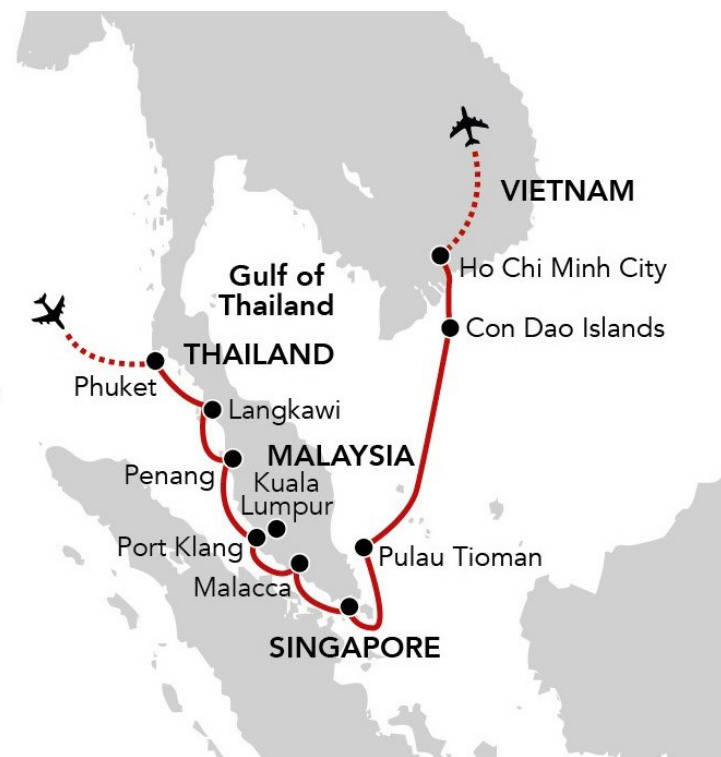 VIETNAM
Ho Chi Minh City
Gulf of
Thailand
Con Dao Islands
THAILAND
Phuket
Langkawi
MALAYSIA
Penang
Kuala
Lumpur
Port Klang
Pulau Tioman
Malacca
SINGAPORE